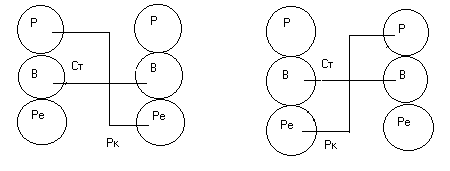 Р Р Р Р
Ст Ст
В В В В
Ре Ре Ре Ре
Рк Рк